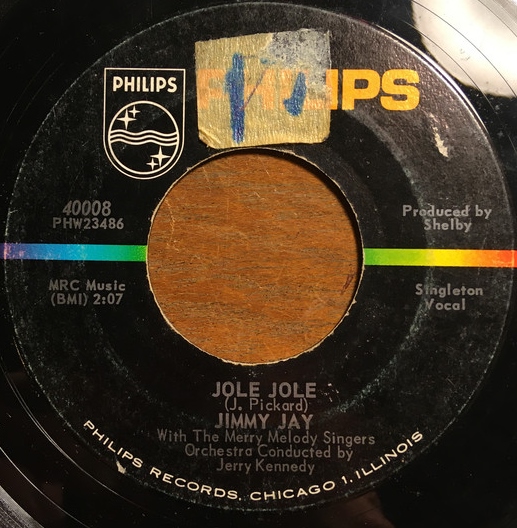 PHILIPS
IPS
40008
PHW23486
Produced by
Shelby
MRC Music
(BMI) 2:07
Singleton
Vocal
JOLE JOLE
(J. Pickard)
JIMMY JAY
With The Merry Melody Singers
Orchestra Conducted by
Jerry Kennedy
PHILIPS RECORDS, CHICAGO 1, ILLINOIS